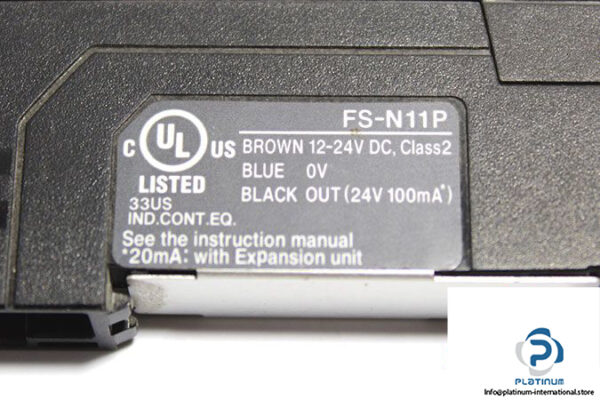 FS-N11P
C UL US
LISTED
33US
IND.CONT.EQ.
BROWN 12-24V DC, Class2
BLUE 0V
BLACK OUT (24V 100mA*)
See the instruction manual
*20mA: with Expansion unit
P
PLATINUM
Info@platinum-international.store